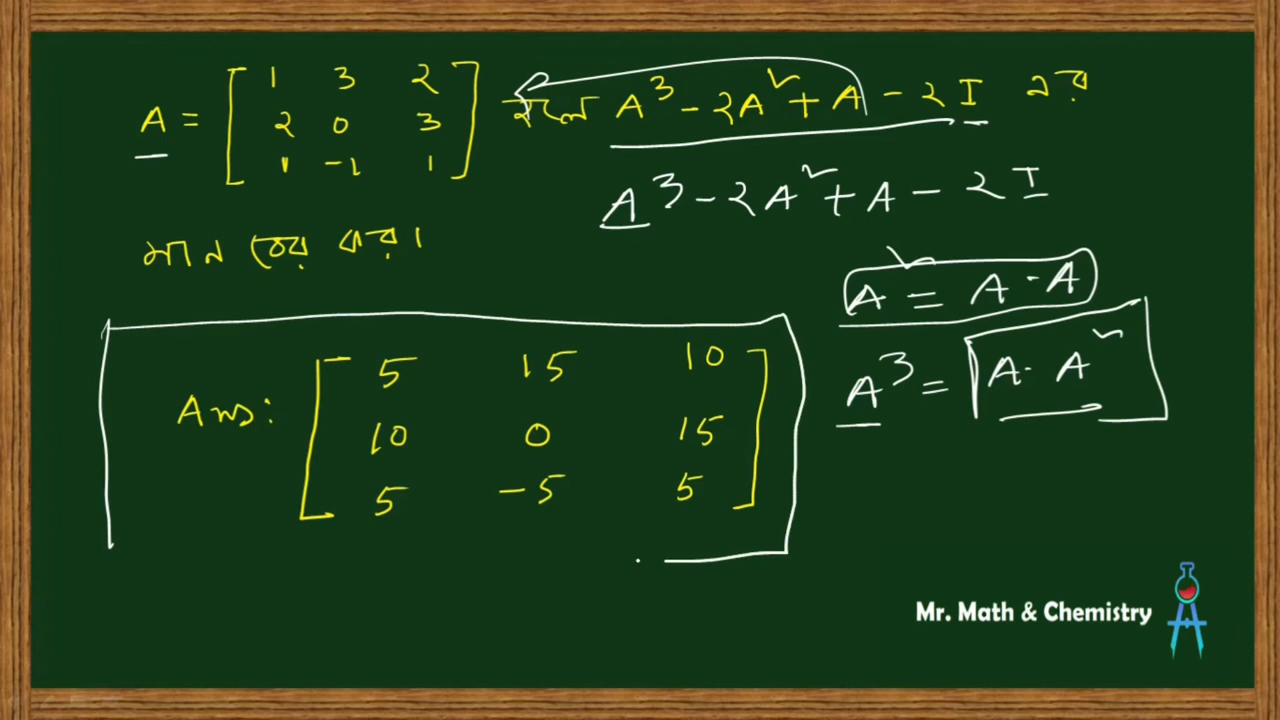 A = [ 1 3 2 হলে A³ - 2A² + A - 2I এর
2 0 3
1 -1 1 ]
A³ - 2A² + A - 2I
মান বের কর।
A² = A · A
A³ = A · A²
Ans: [ 5 15 10
10 0 15
5 -5 5 ]
Mr. Math & Chemistry